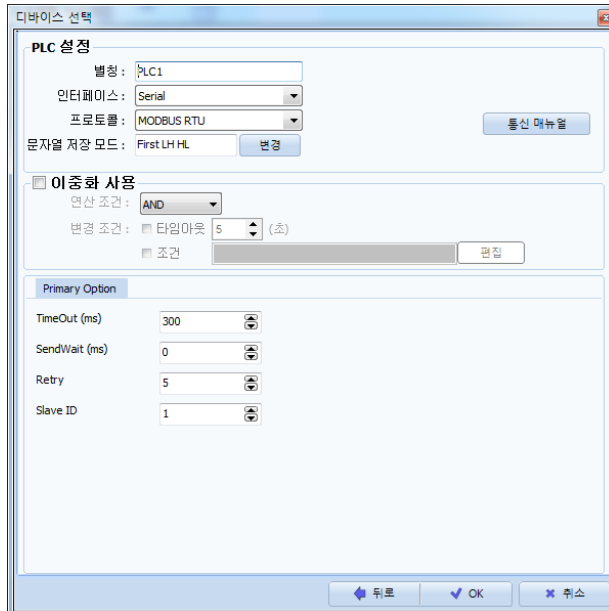 디바이스 선택
PLC 설정
별칭 : PLC1
인터페이스 : Serial
프로토콜 : MODBUS RTU 통신 매뉴얼
문자열 저장 모드 : First LH HL 변경
이중화 사용
연산 조건 : AND
변경 조건 : 타임아웃 5 (초)
조건 편집
Primary Option
TimeOut (ms) 300
SendWait (ms) 0
Retry 5
Slave ID 1
뒤로 OK 취소